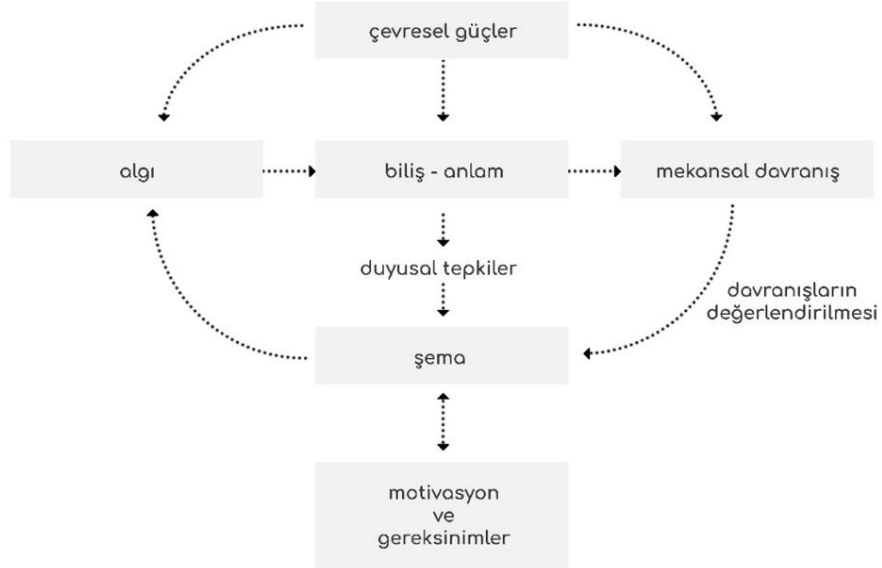 çevresel güçler
algı
biliş - anlam
mekansal davranış
duyusal tepkiler
davranışların
değerlendirilmesi
şema
motivasyon
ve
gereksinimler